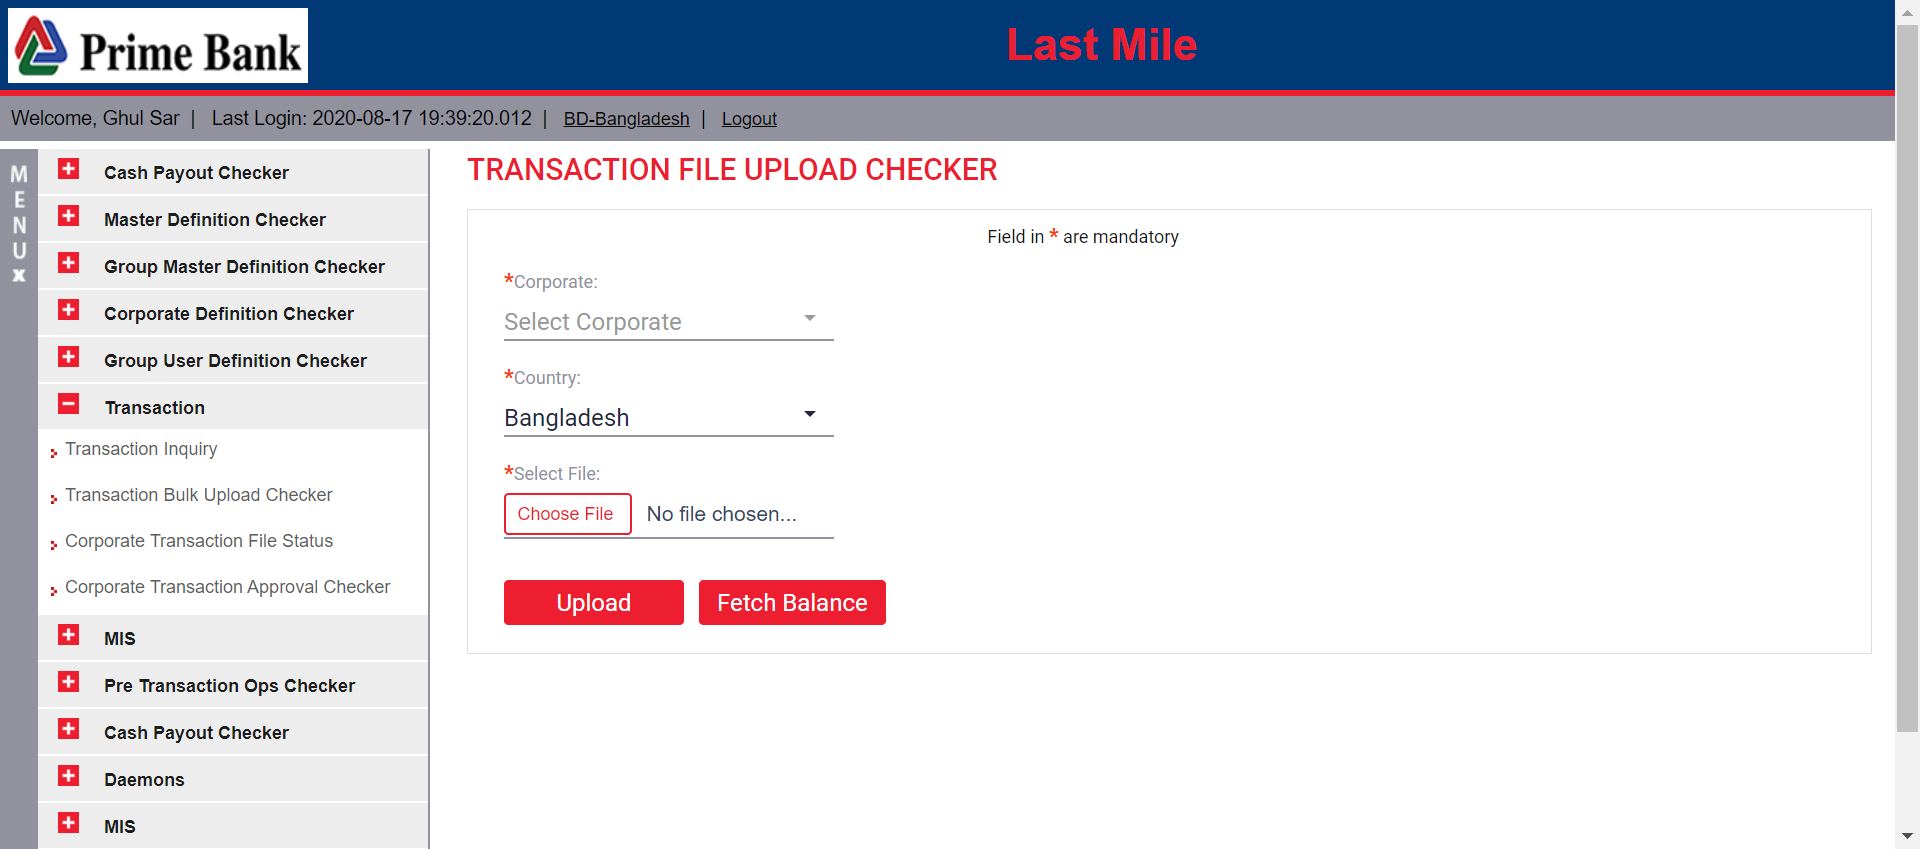 Prime Bank
Last Mile
Welcome, Ghul Sar | Last Login: 2020-08-17 19:39:20.012 | BD-Bangladesh | Logout
MENU
x
Cash Payout Checker
Master Definition Checker
Group Master Definition Checker
Corporate Definition Checker
Group User Definition Checker
Transaction
Transaction Inquiry
Transaction Bulk Upload Checker
Corporate Transaction File Status
Corporate Transaction Approval Checker
MIS
Pre Transaction Ops Checker
Cash Payout Checker
Daemons
MIS
TRANSACTION FILE UPLOAD CHECKER
Field in * are mandatory
*Corporate:
Select Corporate
*Country:
Bangladesh
*Select File:
Choose File No file chosen...
Upload Fetch Balance